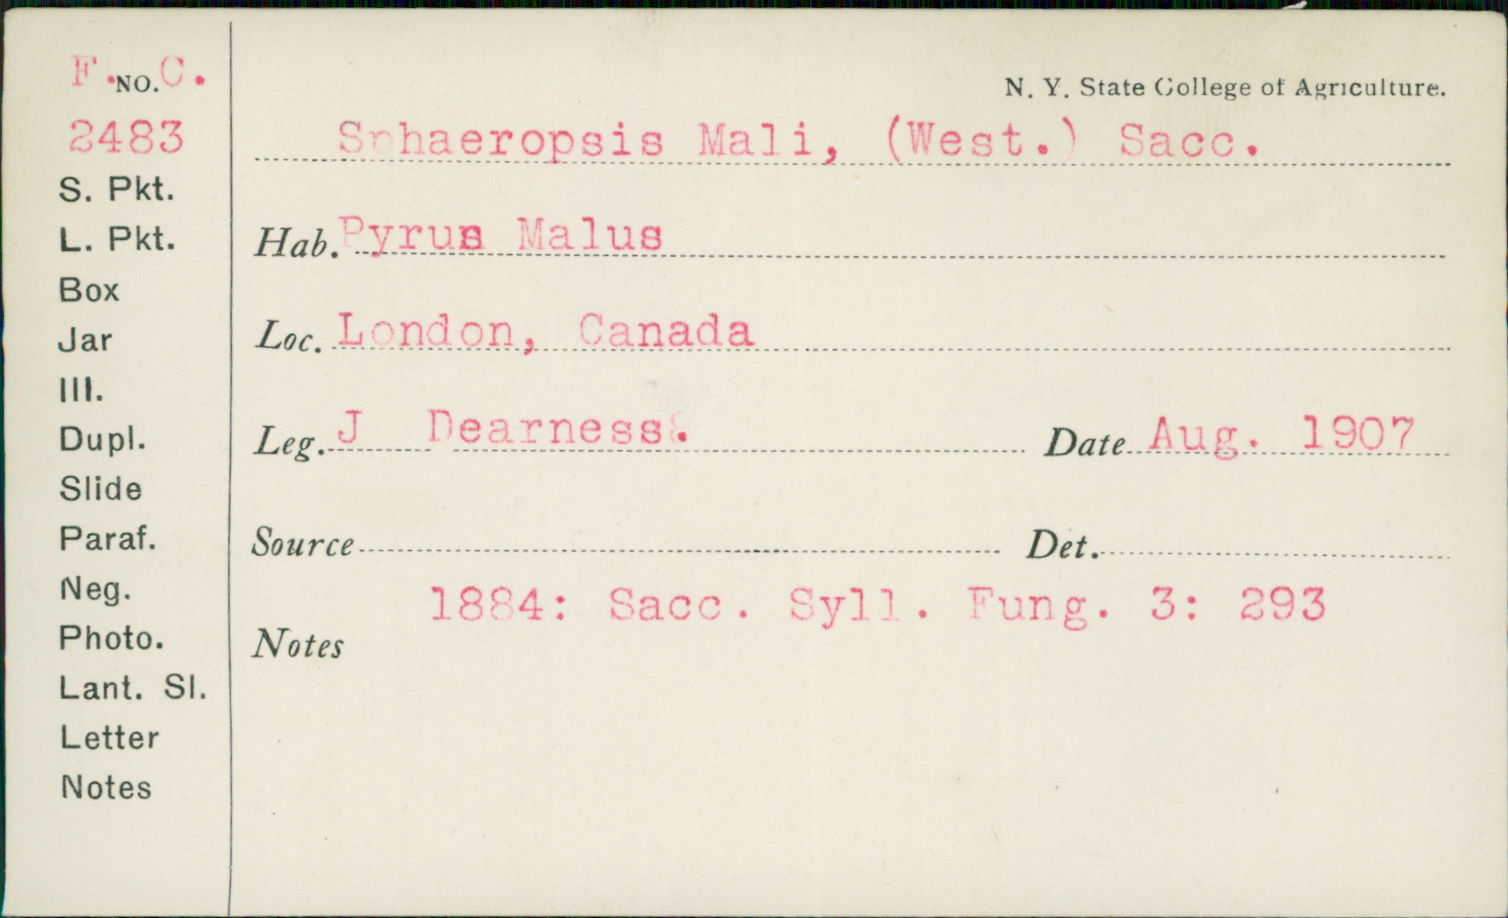 F. NO. C.
N. Y. State College of Agriculture.
2483
Sphaeropsis Mali, (West.) Sacc.
S. Pkt.
L. Pkt.
Hab. Pyrus Malus
Box
Jar
Loc. London, Canada
Ill.
Dupl.
Leg. J Dearness. Date Aug. 1907
Slide
Paraf.
Source Det.
Neg.
1884: Sacc. Syll. Fung. 3: 293
Photo.
Notes
Lant. Sl.
Letter
Notes